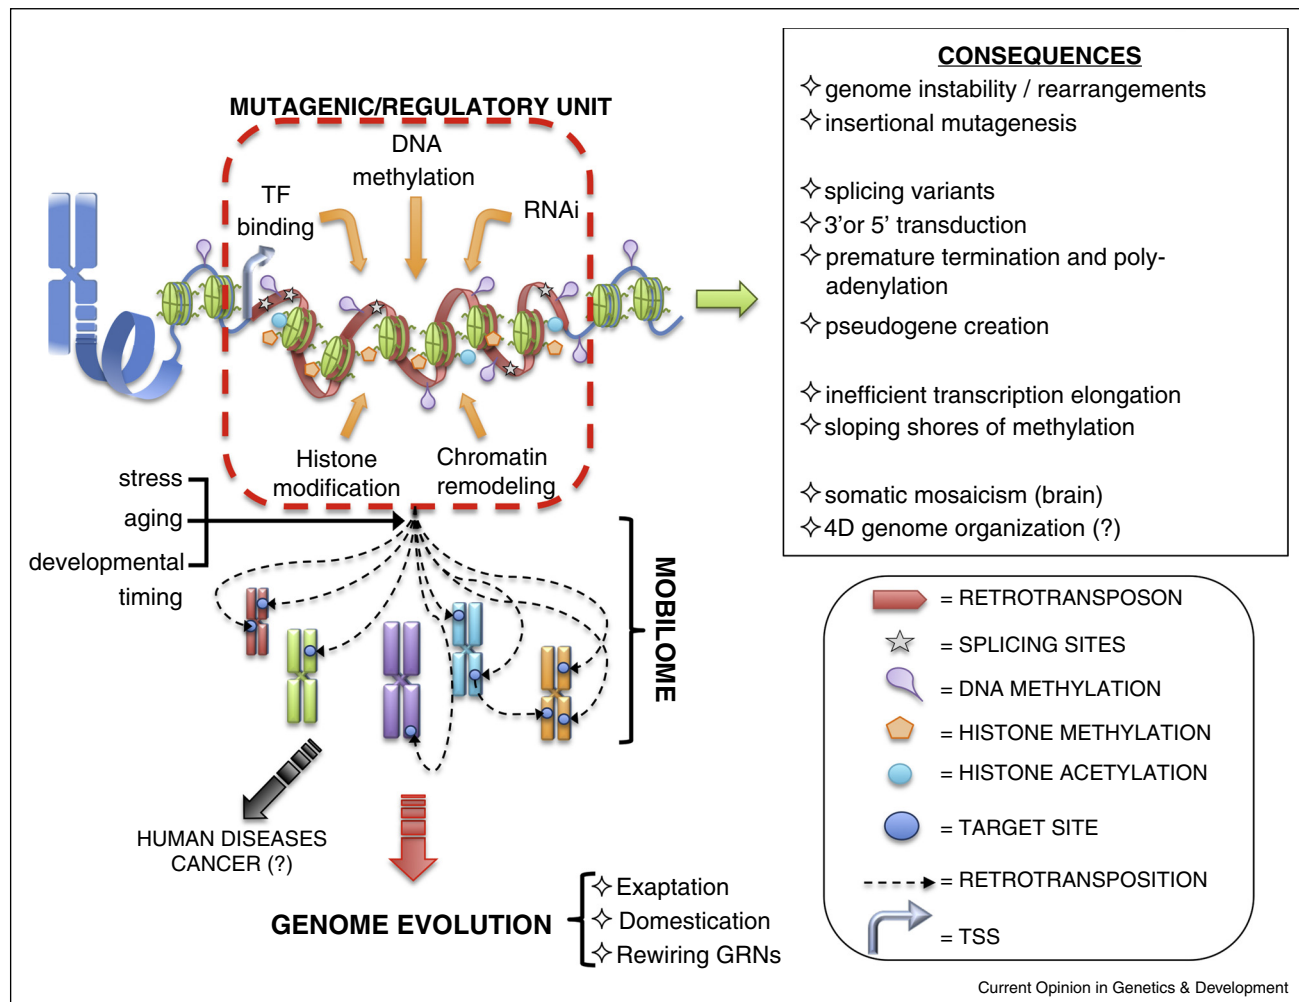 MUTAGENIC/REGULATORY UNIT
DNA
methylation
TF
binding
RNAi
Histone
modification
Chromatin
remodeling
stress
aging
developmental
timing
MOBILOME
HUMAN DISEASES
CANCER (?)
GENOME EVOLUTION
✧ Exaptation
✧ Domestication
✧ Rewiring GRNs
CONSEQUENCES
✧ genome instability / rearrangements
✧ insertional mutagenesis
✧ splicing variants
✧ 3'or 5' transduction
✧ premature termination and poly-
adenylation
✧ pseudogene creation
✧ inefficient transcription elongation
✧ sloping shores of methylation
✧ somatic mosaicism (brain)
✧ 4D genome organization (?)
= RETROTRANSPOSON
= SPLICING SITES
= DNA METHYLATION
= HISTONE METHYLATION
= HISTONE ACETYLATION
= TARGET SITE
= RETROTRANSPOSITION
= TSS
Current Opinion in Genetics & Development